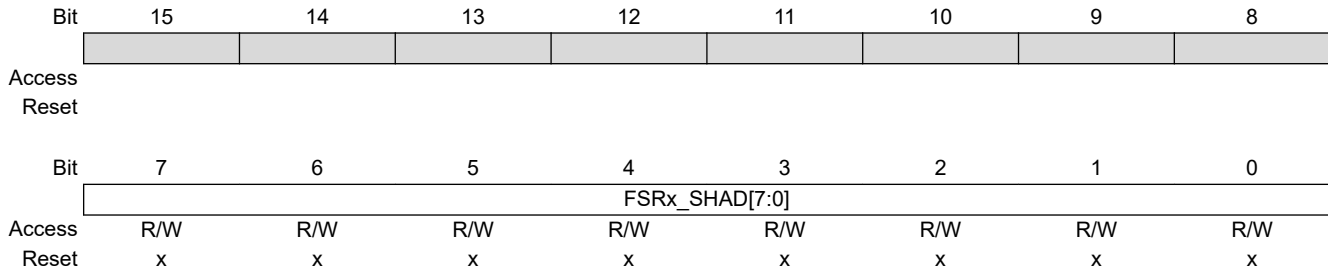 Bit 15 14 13 12 11 10 9 8
Access
Reset
Bit 7 6 5 4 3 2 1 0
FSRx_SHAD[7:0]
Access R/W R/W R/W R/W R/W R/W R/W R/W
Reset x x x x x x x x